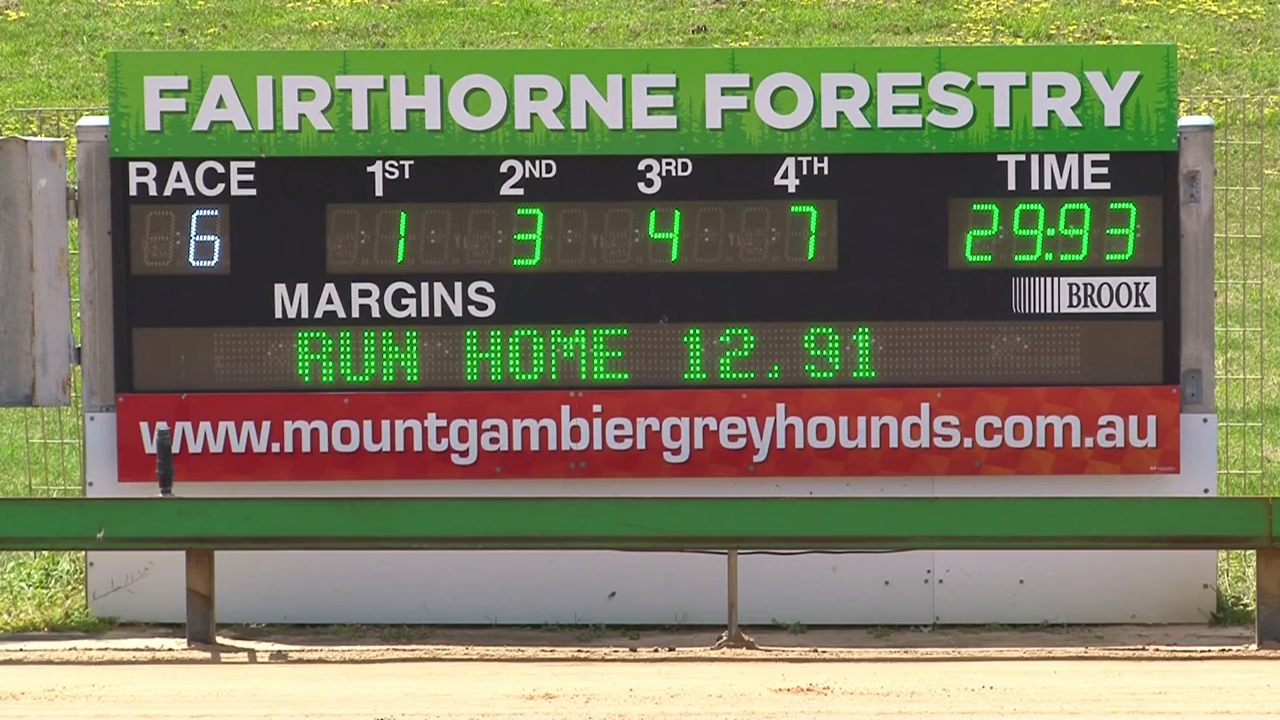 FAIRTHORNE FORESTRY
RACE 1ST 2ND 3RD 4TH TIME
6 1 3 4 7 29:93
MARGINS BROOK
RUN HOME 12.91
www.mountgambiergreyhounds.com.au